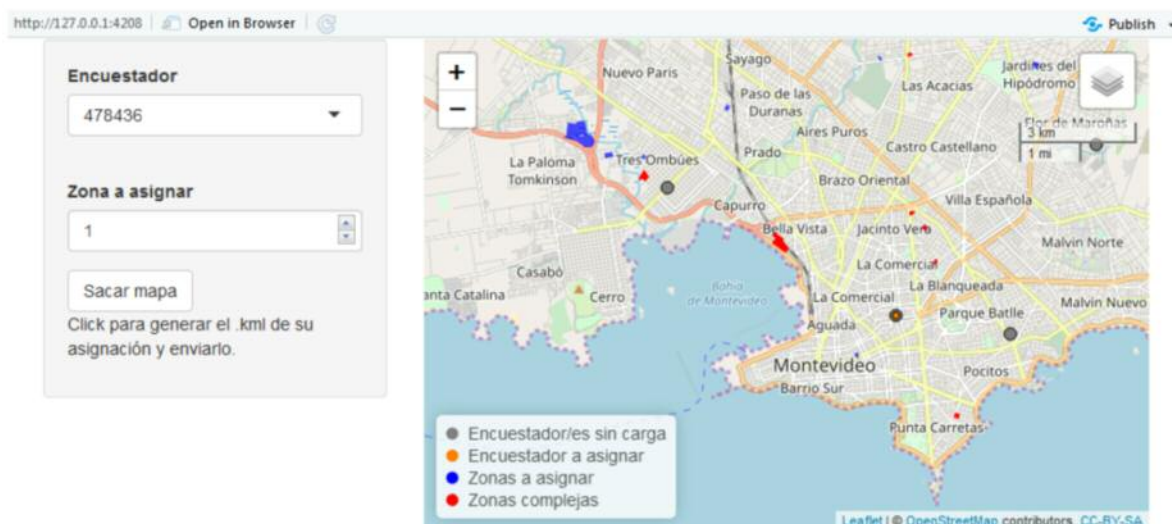 http://127.0.0.1:4208
Open in Browser
Publish
Encuestador
478436
Zona a asignar
1
Sacar mapa
Click para generar el .kml de su
asignación y enviarlo.
+
−
Sayago
Nuevo Paris
Las Acacias
Jardines del
Hipódromo
Paso de las
Duranas
Flor de Maroñas
3 km
1 mi
Aires Puros
Castro Castellano
La Paloma
Tomkinson
Tres Ombúes
Prado
Brazo Oriental
Villa Española
Capurro
Bella Vista
Jacinto Vera
Malvin Norte
La Comercial
Casabó
Bahía
de Montevideo
La Blanqueada
anta Catalina
Cerro
La Comercial
Parque Batlle
Malvin Nuevo
Aguada
Montevideo
Pocitos
Barrio Sur
Punta Carretas
Encuestador/es sin carga
Encuestador a asignar
Zonas a asignar
Zonas complejas
Leaflet | © OpenStreetMap contributors, CC-BY-SA